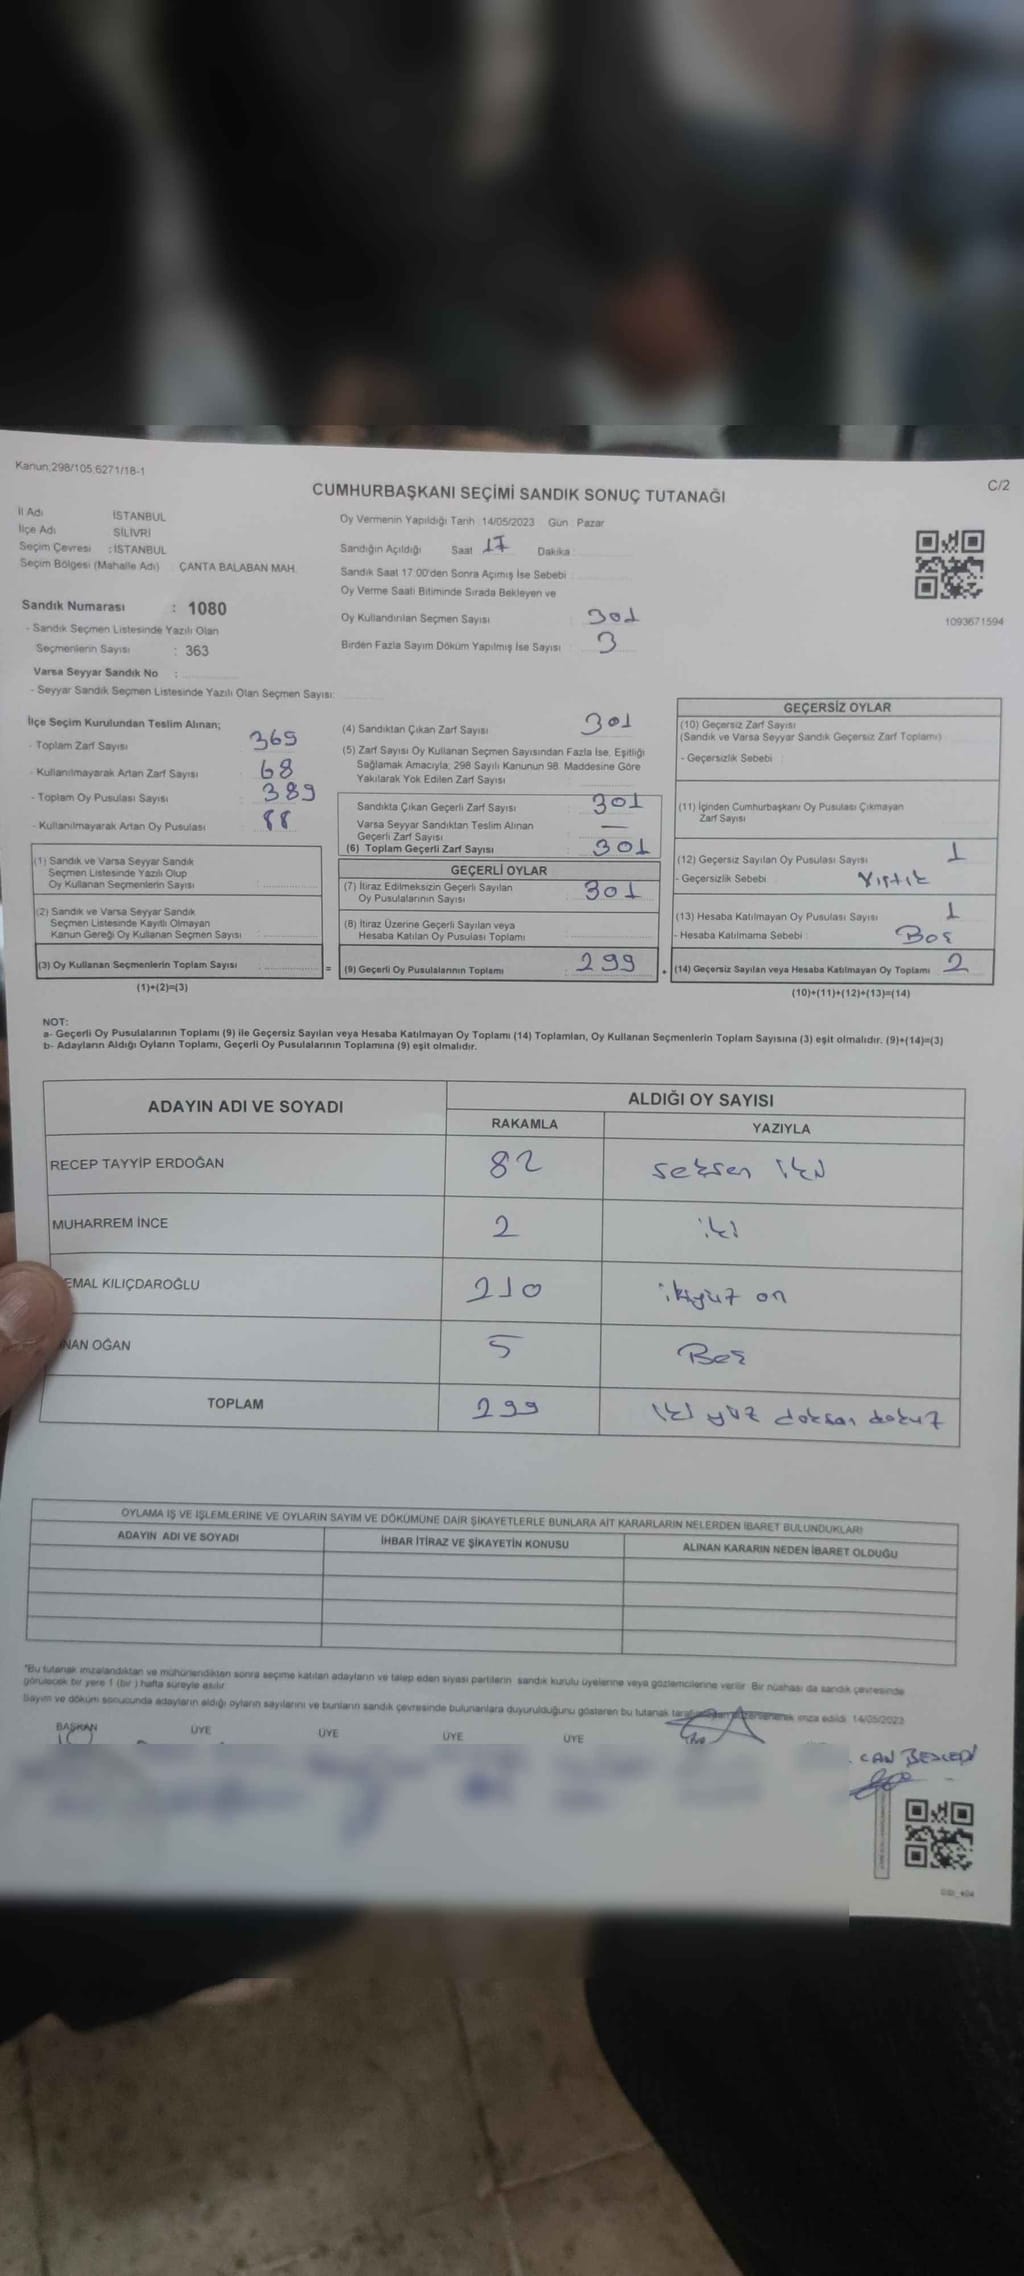 Kanun;298/105;6271/18-1
C/2
CUMHURBAŞKANI SEÇİMİ SANDIK SONUÇ TUTANAĞI
İl Adı İSTANBUL
İlçe Adı SİLİVRİ
Seçim Çevresi : İSTANBUL
Seçim Bölgesi (Mahalle Adı) ÇANTA BALABAN MAH.
Sandık Numarası : 1080
- Sandık Seçmen Listesinde Yazılı Olan
Seçmenlerin Sayısı : 363
Varsa Seyyar Sandık No :
- Seyyar Sandık Seçmen Listesinde Yazılı Olan Seçmen Sayısı:
Oy Vermenin Yapıldığı Tarih 14/05/2023 Gün Pazar
Sandığın Açıldığı Saat 17 Dakika
Sandık Saat 17:00'den Sonra Açılmış İse Sebebi
Oy Verme Saati Bitiminde Sırada Bekleyen ve
Oy Kullandırılan Seçmen Sayısı : 301
Birden Fazla Sayım Döküm Yapılmış İse Sayısı : 3
1093671594
İlçe Seçim Kurulundan Teslim Alınan;
- Toplam Zarf Sayısı : 369
- Kullanılmayarak Artan Zarf Sayısı : 68
- Toplam Oy Pusulası Sayısı : 389
- Kullanılmayarak Artan Oy Pusulası : 88
(1) Sandık ve Varsa Seyyar Sandık
Seçmen Listesinde Yazılı Olup
Oy Kullanan Seçmenlerin Sayısı :
(2) Sandık ve Varsa Seyyar Sandık
Seçmen Listesinde Kayıtlı Olmayan
Kanun Gereği Oy Kullanan Seçmen Sayısı :
(3) Oy Kullanan Seçmenlerin Toplam Sayısı :
(1)+(2)=(3)
(4) Sandıktan Çıkan Zarf Sayısı : 301
(5) Zarf Sayısı Oy Kullanan Seçmen Sayısından Fazla İse, Eşitliği
Sağlamak Amacıyla; 298 Sayılı Kanunun 98. Maddesine Göre
Yakılarak Yok Edilen Zarf Sayısı :
Sandıkta Çıkan Geçerli Zarf Sayısı : 301
Varsa Seyyar Sandıktan Teslim Alınan
Geçerli Zarf Sayısı : —
(6) Toplam Geçerli Zarf Sayısı : 301
GEÇERLİ OYLAR
(7) İtiraz Edilmeksizin Geçerli Sayılan
Oy Pusulalarının Sayısı : 301
(8) İtiraz Üzerine Geçerli Sayılan veya
Hesaba Katılan Oy Pusulası Toplamı :
= (9) Geçerli Oy Pusulalarının Toplamı : 299
GEÇERSİZ OYLAR
(10) Geçersiz Zarf Sayısı
(Sandık ve Varsa Seyyar Sandık Geçersiz Zarf Toplamı)
- Geçersizlik Sebebi :
(11) İçinden Cumhurbaşkanı Oy Pusulası Çıkmayan
Zarf Sayısı
(12) Geçersiz Sayılan Oy Pusulası Sayısı : 1
- Geçersizlik Sebebi : Yırtık
(13) Hesaba Katılmayan Oy Pusulası Sayısı : 1
- Hesaba Katılmama Sebebi : Boş
+ (14) Geçersiz Sayılan veya Hesaba Katılmayan Oy Toplamı : 2
(10)+(11)+(12)+(13)=(14)
NOT:
a- Geçerli Oy Pusulalarının Toplamı (9) ile Geçersiz Sayılan veya Hesaba Katılmayan Oy Toplamı (14) Toplamları, Oy Kullanan Seçmenlerin Toplam Sayısına (3) eşit olmalıdır. (9)+(14)=(3)
b- Adayların Aldığı Oyların Toplamı, Geçerli Oy Pusulalarının Toplamına (9) eşit olmalıdır.
ADAYIN ADI VE SOYADI
ALDIĞI OY SAYISI
RAKAMLA YAZIYLA
RECEP TAYYİP ERDOĞAN 82 seksen iki
MUHARREM İNCE 2 iki
EMAL KILIÇDAROĞLU 210 ikiyüz on
NAN OĞAN 5 Beş
TOPLAM 299 iki yüz doksan dokuz
OYLAMA İŞ VE İŞLEMLERİNE VE OYLARIN SAYIM VE DÖKÜMÜNE DAİR ŞİKAYETLERLE BUNLARA AİT KARARLARIN NELERDEN İBARET BULUNDUKLARI
ADAYIN ADI VE SOYADI İHBAR İTİRAZ VE ŞİKAYETİN KONUSU ALINAN KARARIN NEDEN İBARET OLDUĞU
*Bu tutanak imzalandıktan ve mühürlendikten sonra seçime katılan adayların ve talep eden siyasi partilerin sandık kurulu üyelerine veya gözlemcilerine verilir. Bir nüshası da sandık çevresinde
görülecek bir yere 1 (bir) hafta süreyle asılır.
Sayım ve döküm sonucunda adayların aldığı oyların sayılarını ve bunların sandık çevresinde bulunanlara duyurulduğunu gösteren bu tutanak imza edildi. 14/05/2023
BAŞKAN ÜYE ÜYE ÜYE ÜYE
CAN